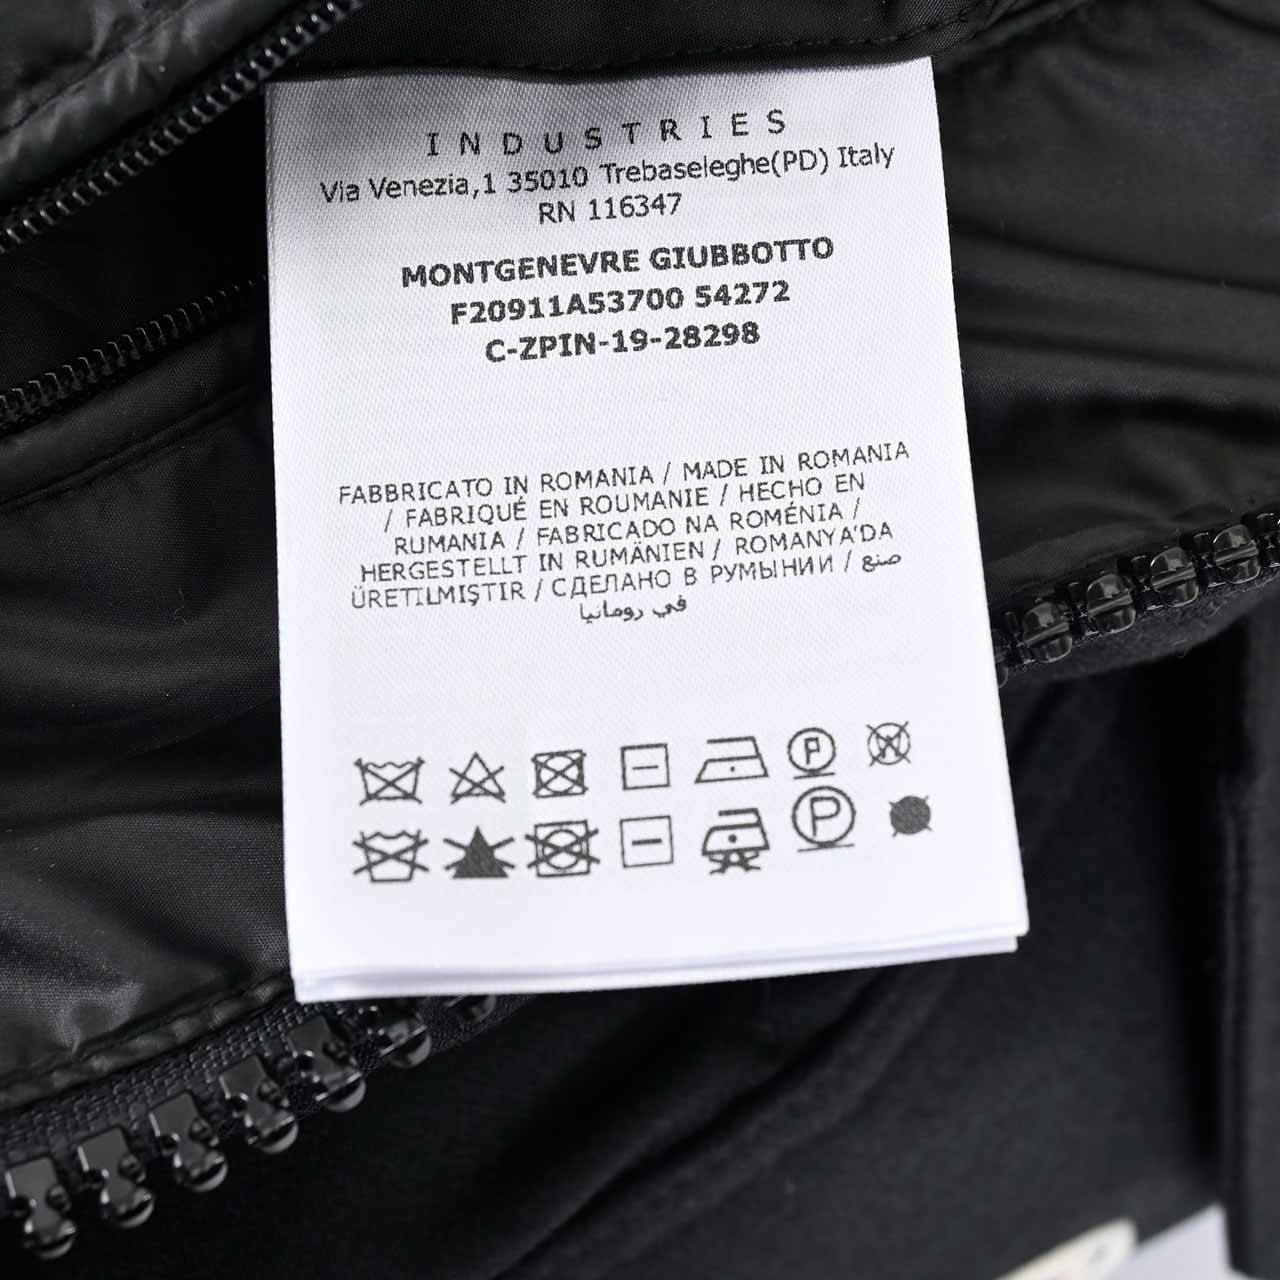 INDUSTRIES
Via Venezia,1 35010 Trebaseleghe(PD) Italy
RN 116347
MONTGENEVRE GIUBBOTTO
F20911A53700 54272
C-ZPIN-19-28298
FABBRICATO IN ROMANIA / MADE IN ROMANIA
/ FABRIQUÉ EN ROUMANIE / HECHO EN
RUMANIA / FABRICADO NA ROMÉNIA /
HERGESTELLT IN RUMÄNIEN / ROMANYA'DA
ÜRETILMIŞTIR / СДЕЛАНО В РУМЫНИИ / صنع
في رومانيا
P W
P